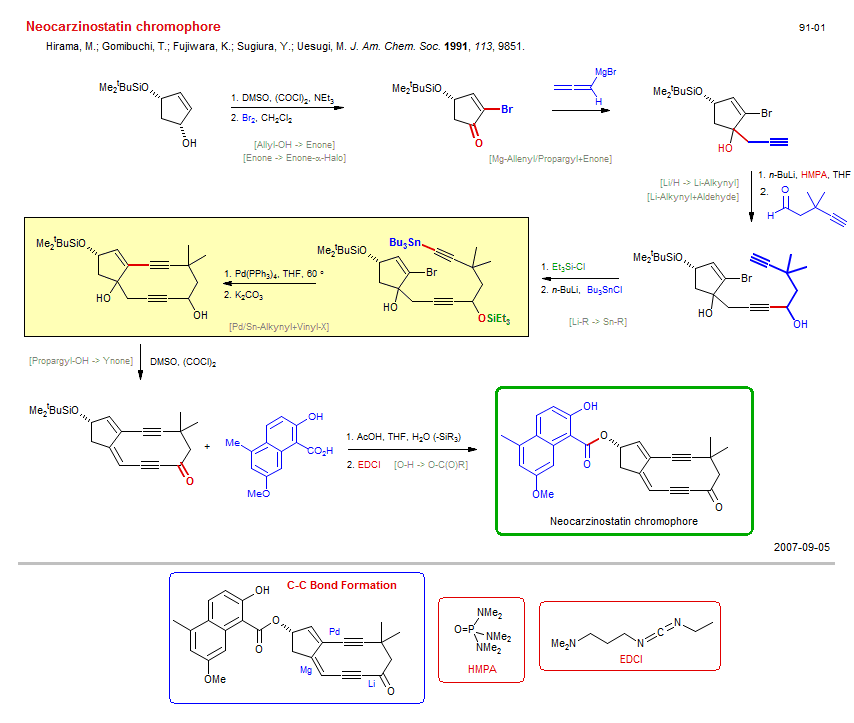 Neocarzinostatin chromophore
91-01
Hirama, M.; Gomibuchi, T.; Fujiwara, K.; Sugiura, Y.; Uesugi, M. J. Am. Chem. Soc. 1991, 113, 9851.
Me₂ᵗBuSiO
OH
1. DMSO, (COCl)₂, NEt₃
2. Br₂, CH₂Cl₂
[Allyl-OH -> Enone]
[Enone -> Enone-α-Halo]
Me₂ᵗBuSiO
Br
O
MgBr
H
[Mg-Allenyl/Propargyl+Enone]
Me₂ᵗBuSiO
Br
HO
[Li/H -> Li-Alkynyl]
[Li-Alkynyl+Aldehyde]
1. n-BuLi, HMPA, THF
2.
O
H
Me₂ᵗBuSiO
Br
HO
OH
1. Et₃Si-Cl
2. n-BuLi, Bu₃SnCl
[Li-R -> Sn-R]
Bu₃Sn
Me₂ᵗBuSiO
Br
HO
OSiEt₃
1. Pd(PPh₃)₄, THF, 60 °
2. K₂CO₃
[Pd/Sn-Alkynyl+Vinyl-X]
Me₂ᵗBuSiO
HO
OH
[Propargyl-OH -> Ynone]
DMSO, (COCl)₂
Me₂ᵗBuSiO
O
+
OH
Me
CO₂H
MeO
1. AcOH, THF, H₂O (-SiR₃)
2. EDCI [O-H -> O-C(O)R]
OH
O
O
OMe
O
Neocarzinostatin chromophore
2007-09-05
C-C Bond Formation
OH
O
O
Pd
Mg
Li
OMe
O
NMe₂
O=P
NMe₂
NMe₂
HMPA
Me₂N
N
C
N
EDCI